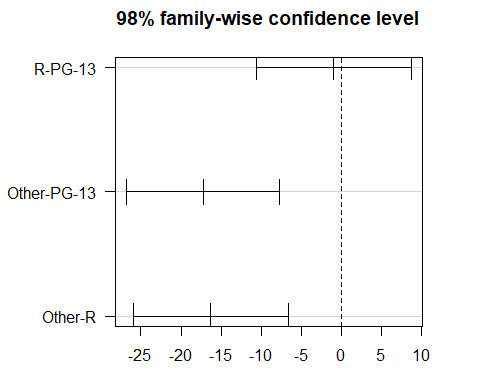 98% family-wise confidence level
R-PG-13
Other-PG-13
Other-R
-25 -20 -15 -10 -5 0 5 10